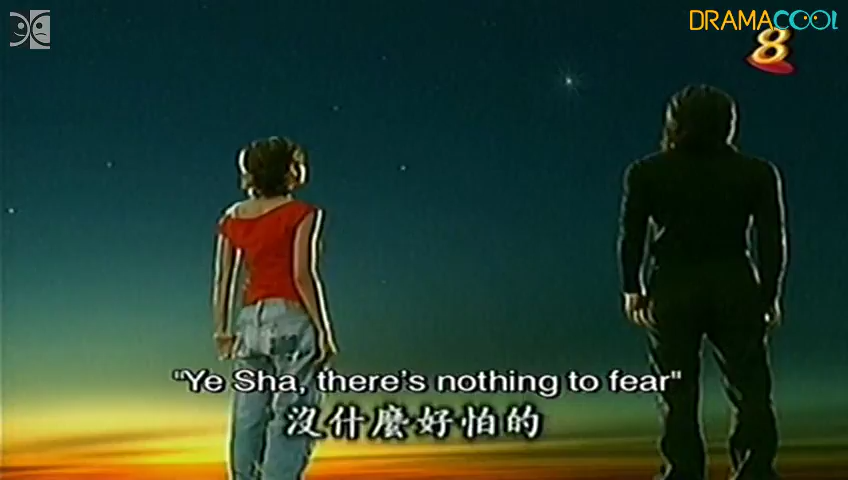 DRAMACOOL
8
"Ye Sha, there's nothing to fear"
沒什麼好怕的